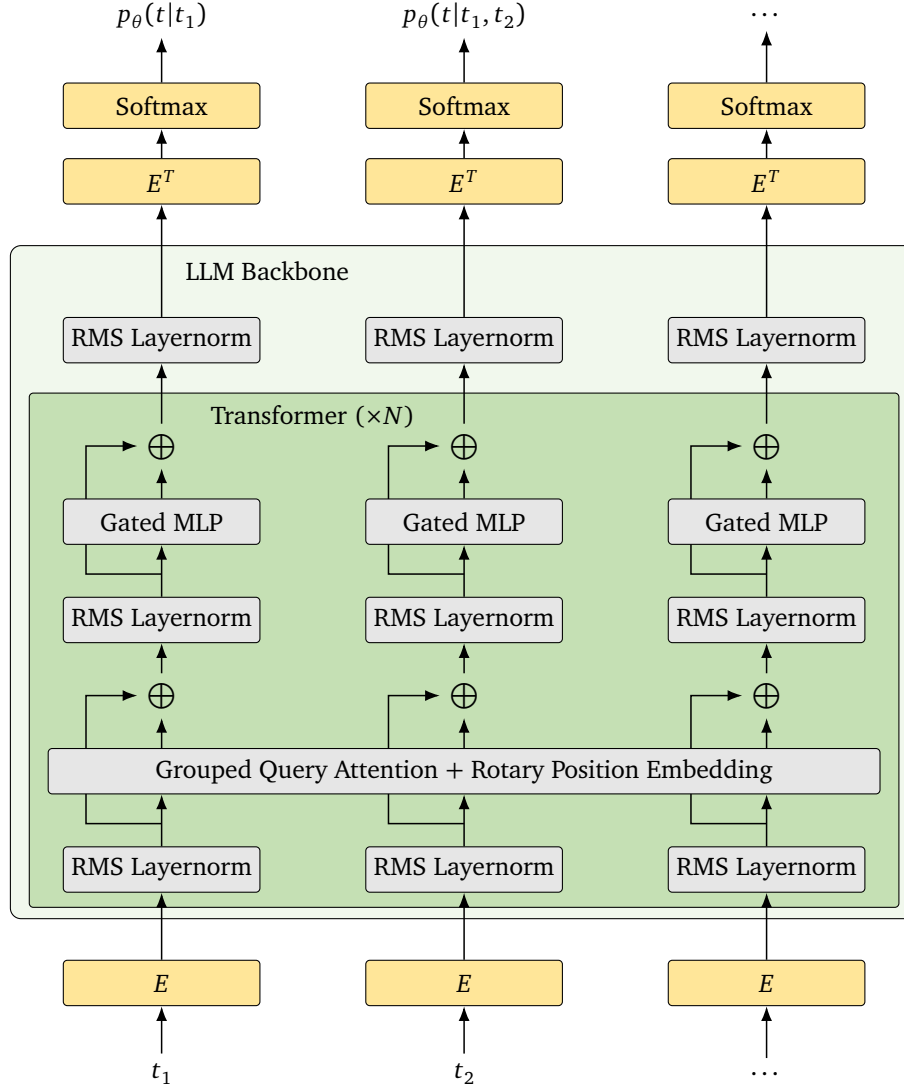 pθ(t|t1) pθ(t|t1, t2) ...
Softmax Softmax Softmax
E^T E^T E^T
LLM Backbone
RMS Layernorm RMS Layernorm RMS Layernorm
Transformer (×N)
⊕ ⊕ ⊕
Gated MLP Gated MLP Gated MLP
RMS Layernorm RMS Layernorm RMS Layernorm
⊕ ⊕ ⊕
Grouped Query Attention + Rotary Position Embedding
RMS Layernorm RMS Layernorm RMS Layernorm
E E E
t1 t2 ...